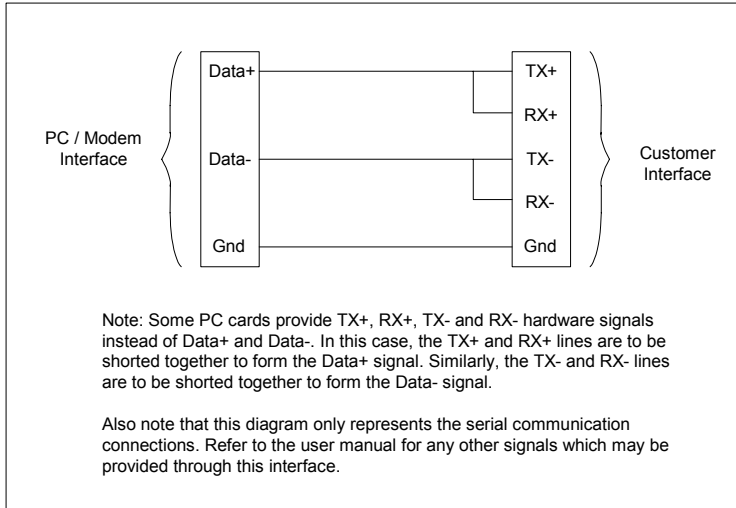 Data+
TX+
RX+
PC / Modem
Interface
Data-
TX-
Customer
Interface
RX-
Gnd
Gnd
Note: Some PC cards provide TX+, RX+, TX- and RX- hardware signals
instead of Data+ and Data-. In this case, the TX+ and RX+ lines are to be
shorted together to form the Data+ signal. Similarly, the TX- and RX- lines
are to be shorted together to form the Data- signal.
Also note that this diagram only represents the serial communication
connections. Refer to the user manual for any other signals which may be
provided through this interface.